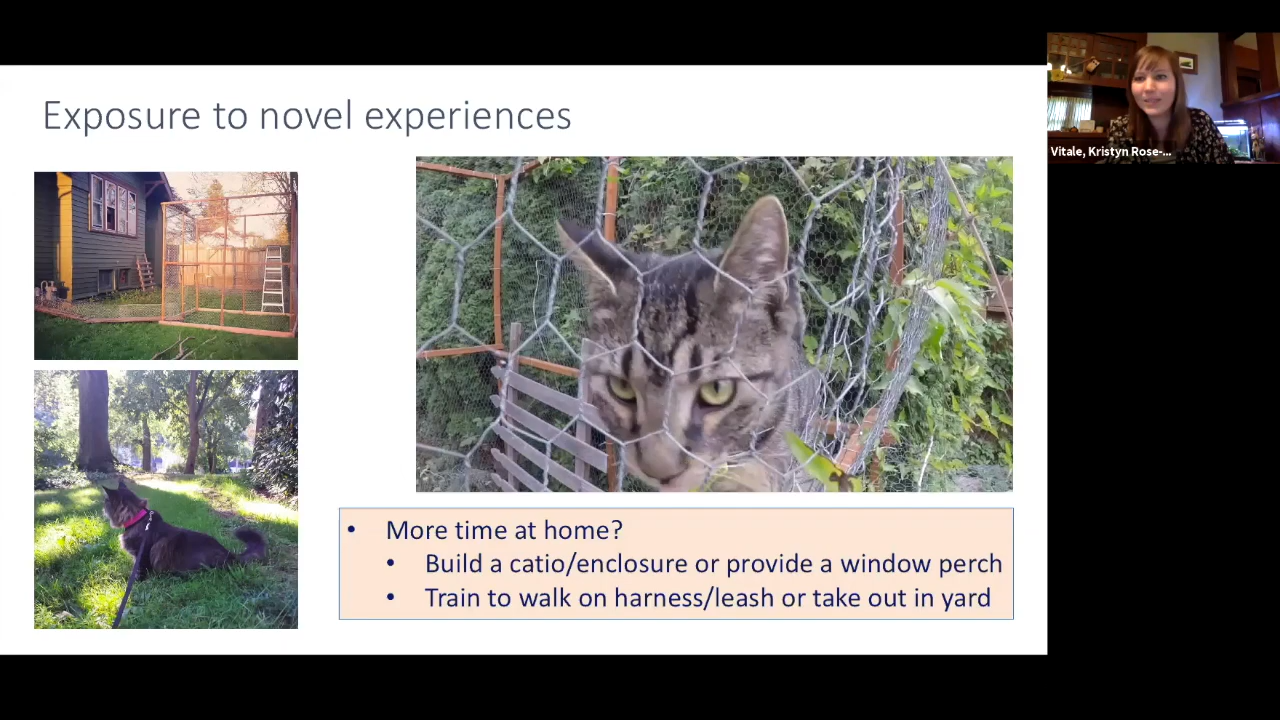 Exposure to novel experiences
Vitale, Kristyn Rose-...
• More time at home?
• Build a catio/enclosure or provide a window perch
• Train to walk on harness/leash or take out in yard